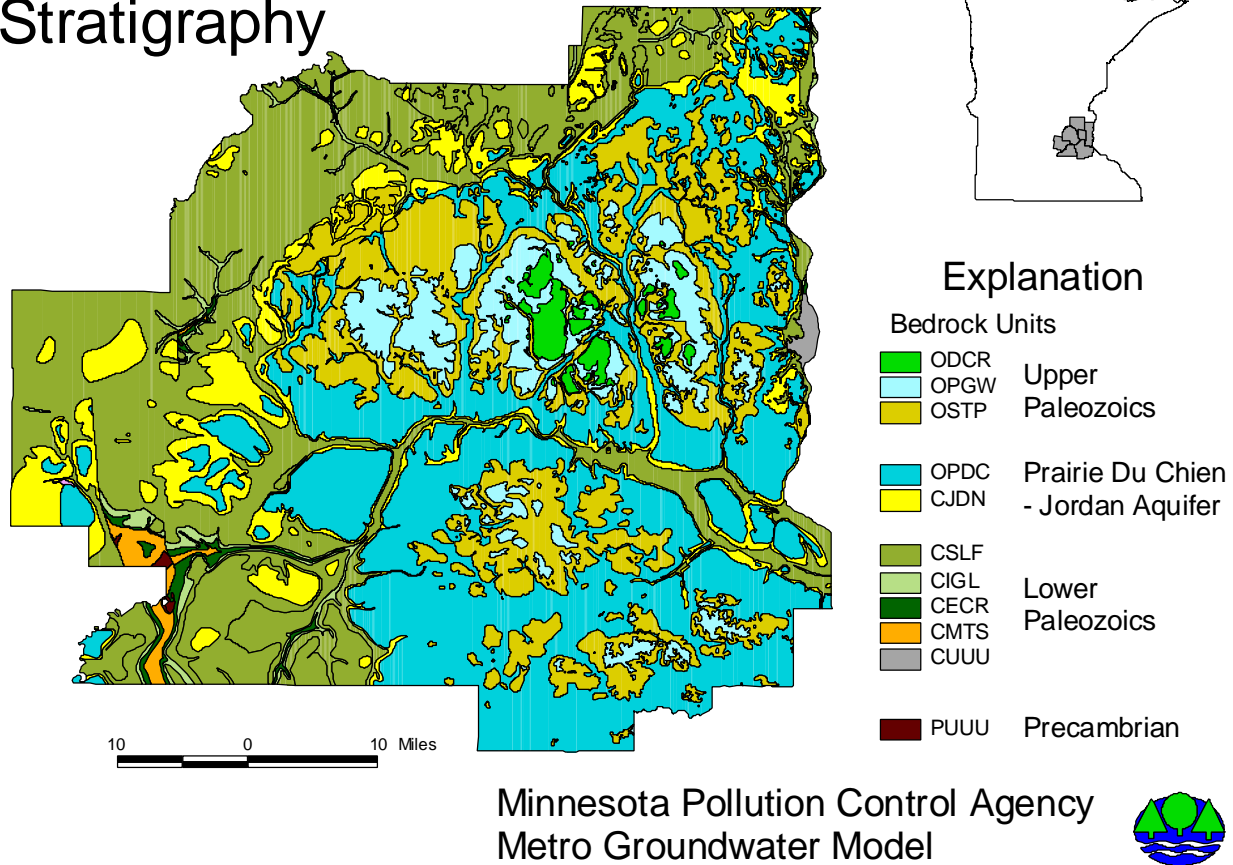 Stratigraphy
Explanation
Bedrock Units
ODCR
OPGW
OSTP
Upper
Paleozoics
OPDC
CJDN
Prairie Du Chien
- Jordan Aquifer
CSLF
CIGL
CECR
CMTS
CUUU
Lower
Paleozoics
PUUU
Precambrian
10 0 10 Miles
Minnesota Pollution Control Agency
Metro Groundwater Model